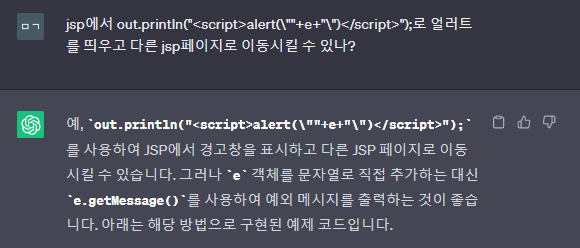 ㅁㄱ
jsp에서 out.println("<script>alert(\""+e+"\")</script>");로 얼러트
를 띄우고 다른 jsp페이지로 이동시킬 수 있나?
예, `out.println("<script>alert(\""+e+"\")</script>");`
를 사용하여 JSP에서 경고창을 표시하고 다른 JSP 페이지로 이동
시킬 수 있습니다. 그러나 `e` 객체를 문자열로 직접 추가하는 대신
`e.getMessage()`를 사용하여 예외 메시지를 출력하는 것이 좋습
니다. 아래는 해당 방법으로 구현된 예제 코드입니다.